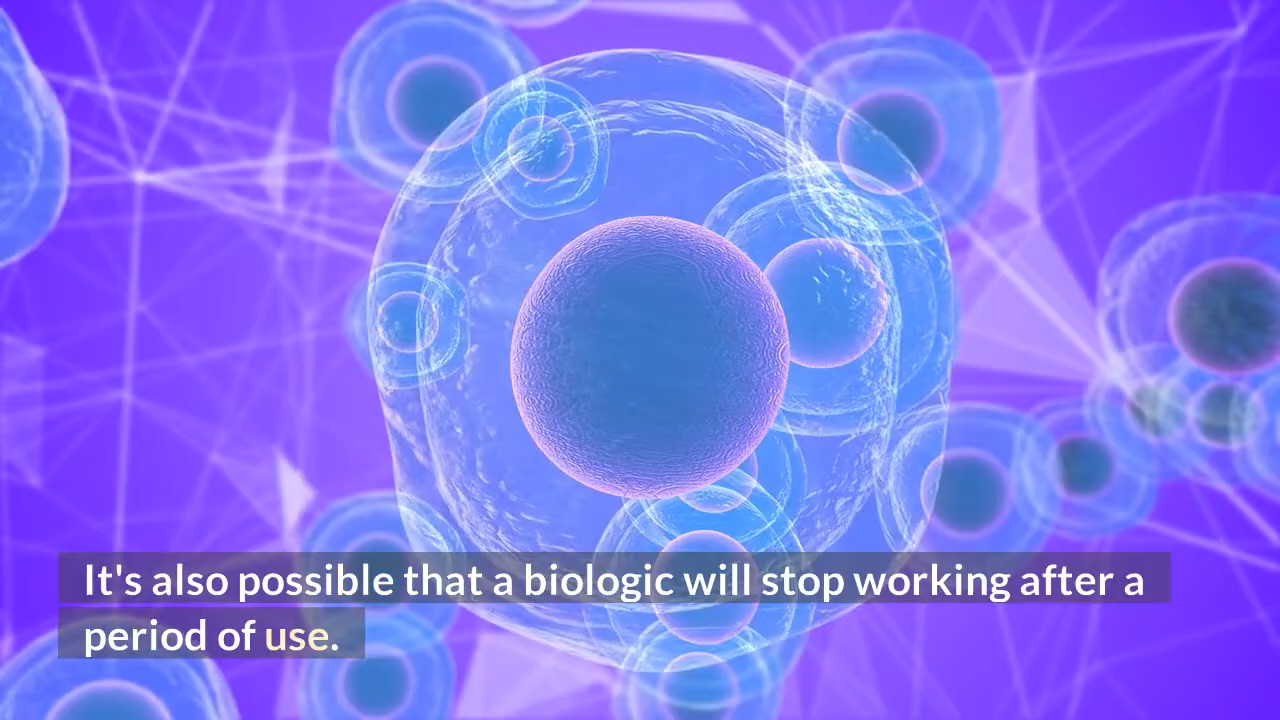 It's also possible that a biologic will stop working after a
period of use.